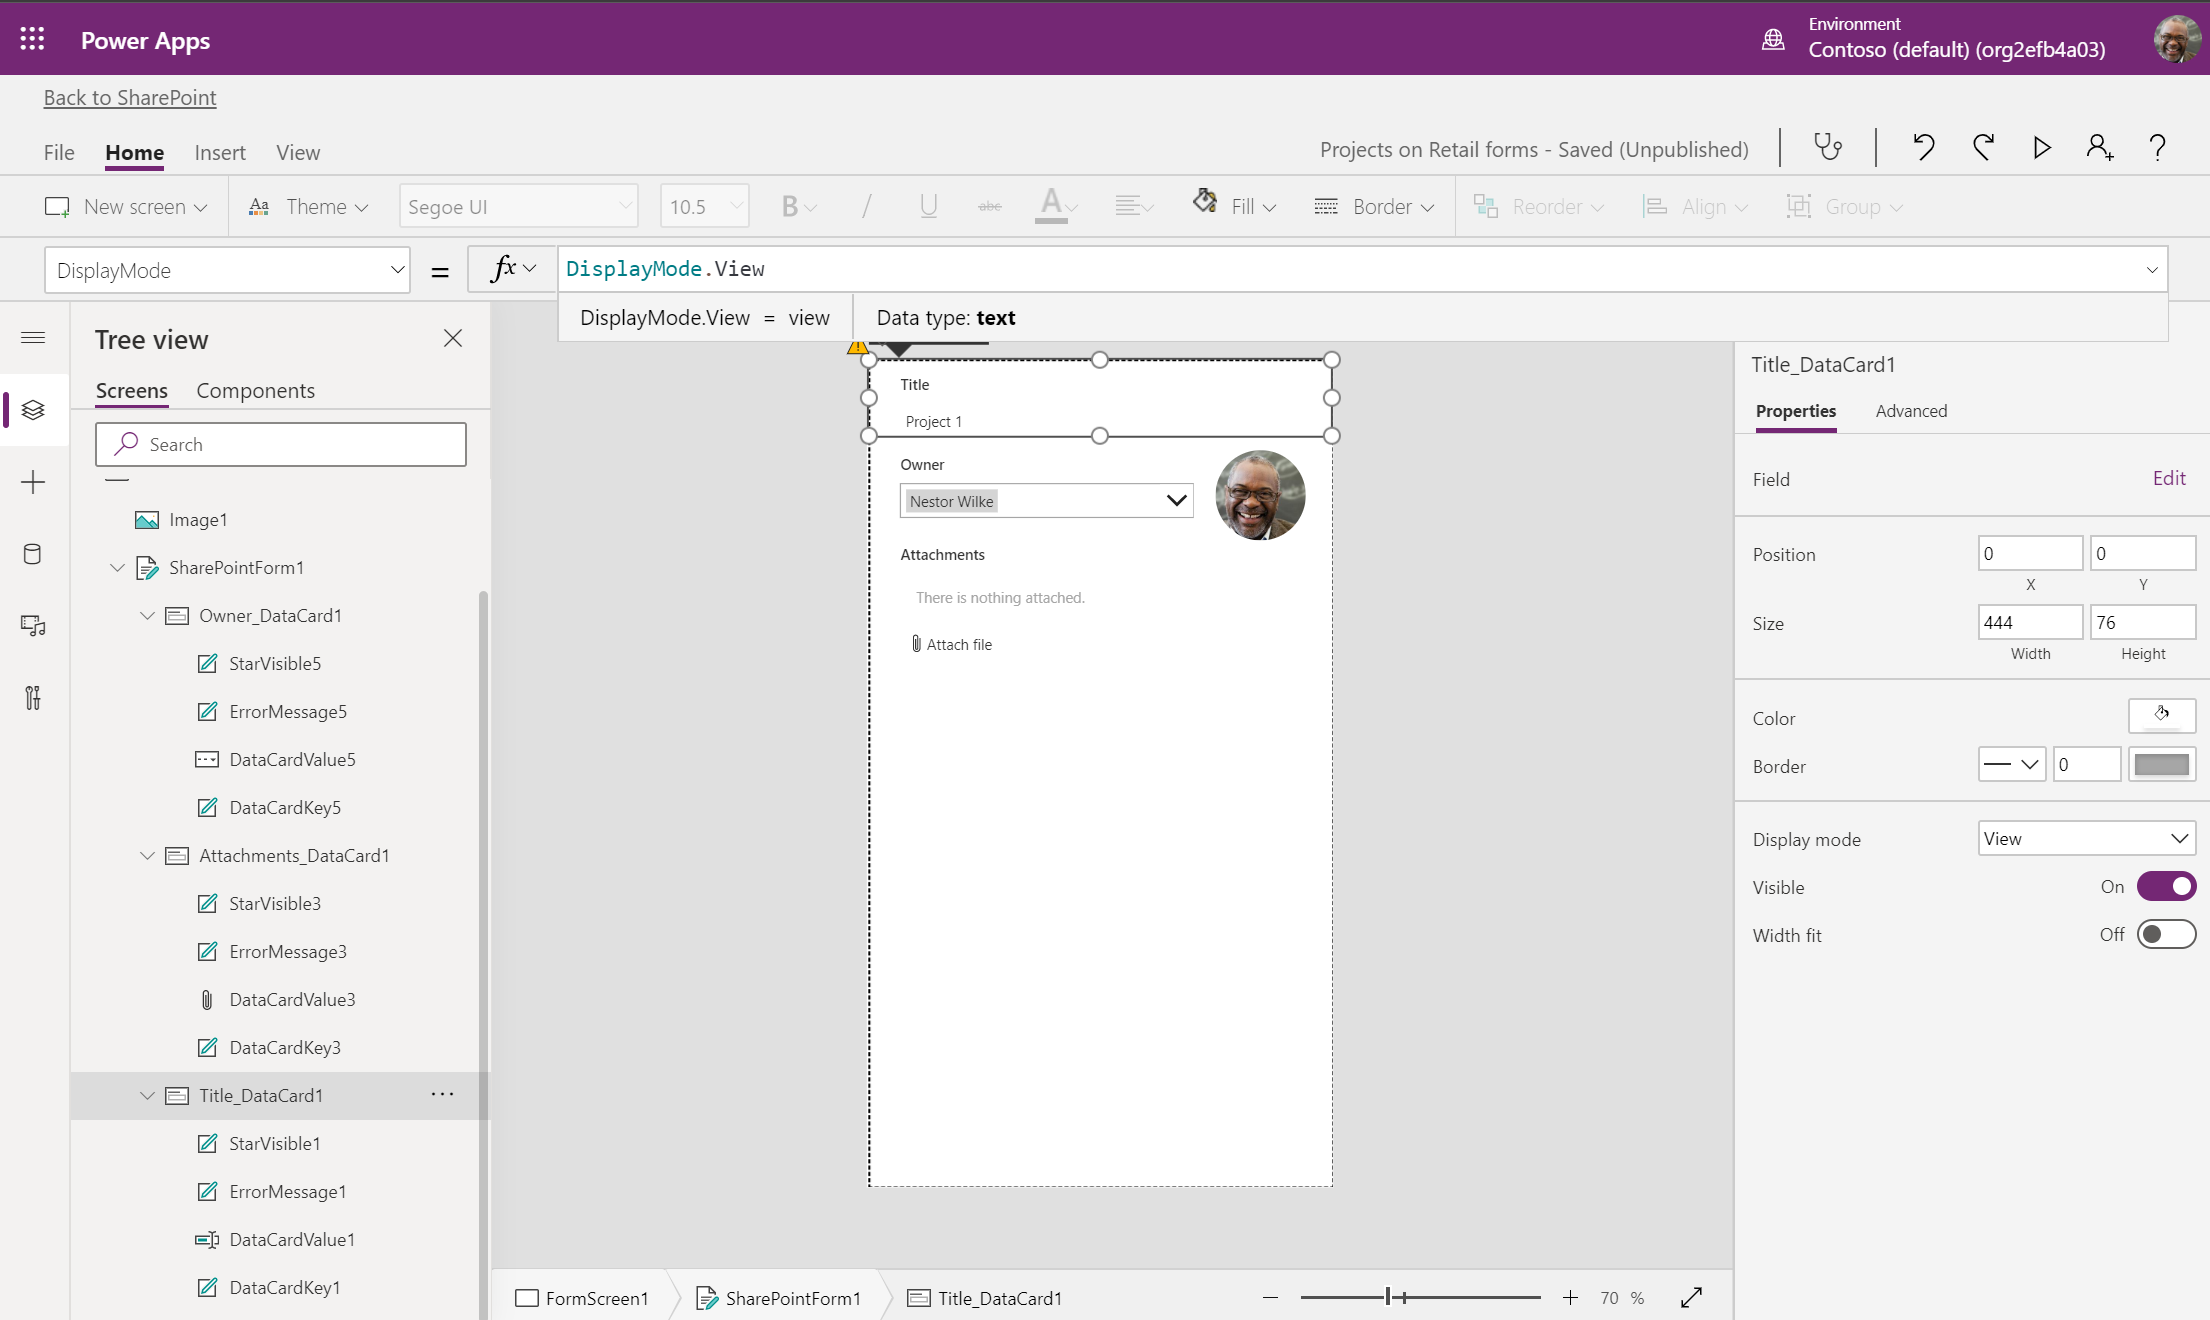 Power Apps
Environment
Contoso (default) (org2efb4a03)
Back to SharePoint
File Home Insert View
Projects on Retail forms - Saved (Unpublished)
New screen Aa Theme Segoe UI 10.5 B / U abc A Fill Border Reorder Align Group
DisplayMode = fx DisplayMode.View
DisplayMode.View = view Data type: text
Tree view
Screens Components
Search
Image1
SharePointForm1
Owner_DataCard1
StarVisible5
ErrorMessage5
DataCardValue5
DataCardKey5
Attachments_DataCard1
StarVisible3
ErrorMessage3
DataCardValue3
DataCardKey3
Title_DataCard1
StarVisible1
ErrorMessage1
DataCardValue1
DataCardKey1
Title
Project 1
Owner
Nestor Wilke
Attachments
There is nothing attached.
Attach file
FormScreen1 SharePointForm1 Title_DataCard1
70 %
Title_DataCard1
Properties Advanced
Field Edit
Position 0 0
X Y
Size 444 76
Width Height
Color
Border 0
Display mode View
Visible On
Width fit Off